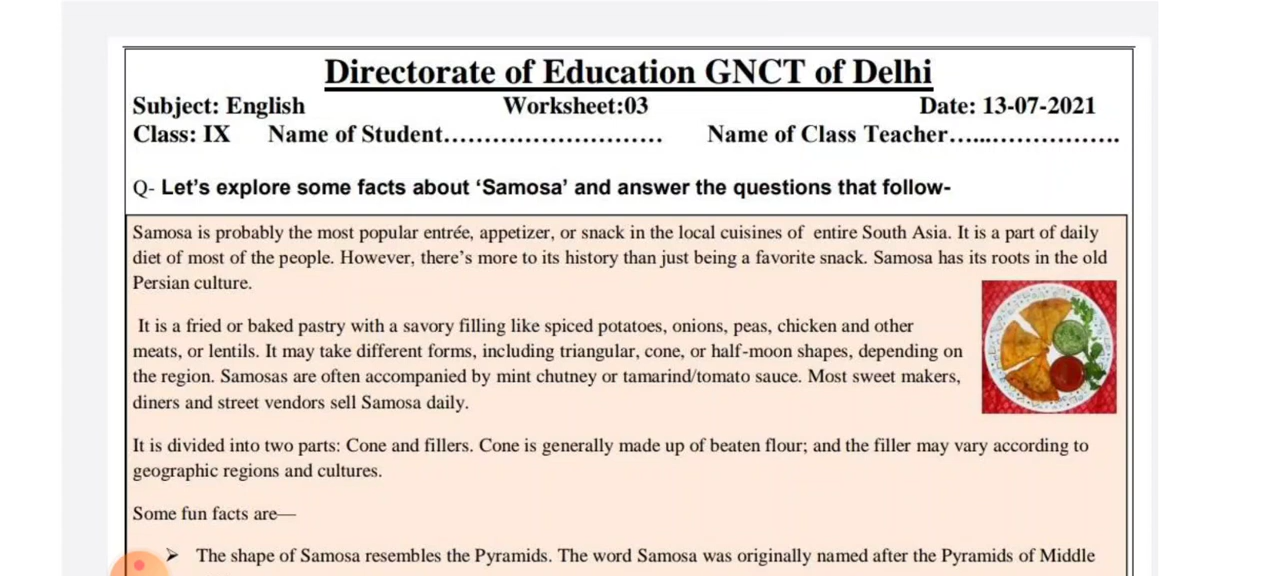 Directorate of Education GNCT of Delhi
Subject: English Worksheet:03 Date: 13-07-2021
Class: IX Name of Student........................... Name of Class Teacher.....................
Q- Let's explore some facts about ‘Samosa’ and answer the questions that follow-
Samosa is probably the most popular entrée, appetizer, or snack in the local cuisines of entire South Asia. It is a part of daily
diet of most of the people. However, there's more to its history than just being a favorite snack. Samosa has its roots in the old
Persian culture.
It is a fried or baked pastry with a savory filling like spiced potatoes, onions, peas, chicken and other
meats, or lentils. It may take different forms, including triangular, cone, or half-moon shapes, depending on
the region. Samosas are often accompanied by mint chutney or tamarind/tomato sauce. Most sweet makers,
diners and street vendors sell Samosa daily.
It is divided into two parts: Cone and fillers. Cone is generally made up of beaten flour; and the filler may vary according to
geographic regions and cultures.
Some fun facts are—
➢ The shape of Samosa resembles the Pyramids. The word Samosa was originally named after the Pyramids of Middle